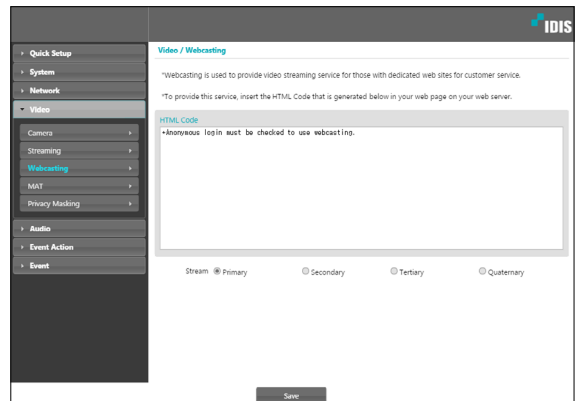 IDIS
Quick Setup
System
Network
Video
Camera
Streaming
Webcasting
MAT
Privacy Masking
Audio
Event Action
Event
Video / Webcasting
*Webcasting is used to provide video streaming service for those with dedicated web sites for customer service.
*To provide this service, insert the HTML Code that is generated below in your web page on your web server.
HTML Code
*Anonymous login must be checked to use webcasting.
Stream Primary Secondary Tertiary Quaternary
Save